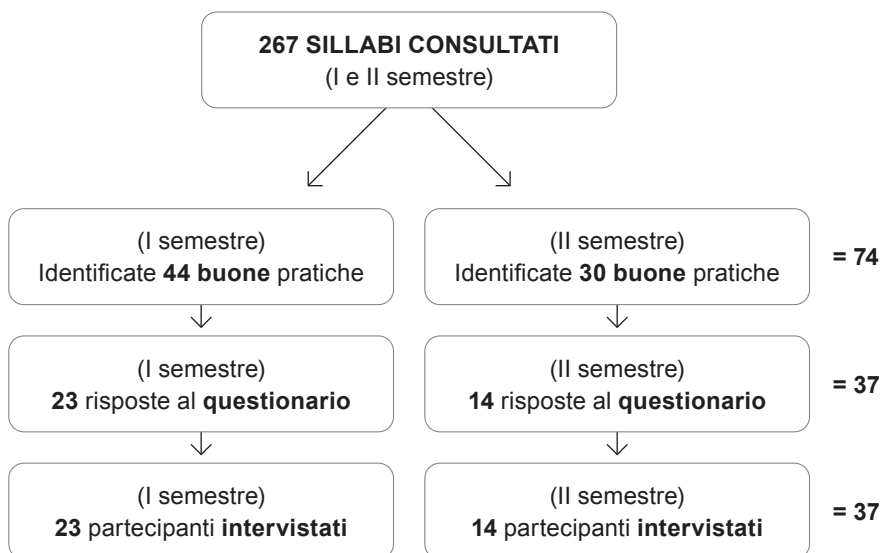 267 SILLABI CONSULTATI
(I e II semestre)
(I semestre)
Identificate 44 buone pratiche
(II semestre)
Identificate 30 buone pratiche
= 74
(I semestre)
23 risposte al questionario
(II semestre)
14 risposte al questionario
= 37
(I semestre)
23 partecipanti intervistati
(II semestre)
14 partecipanti intervistati
= 37